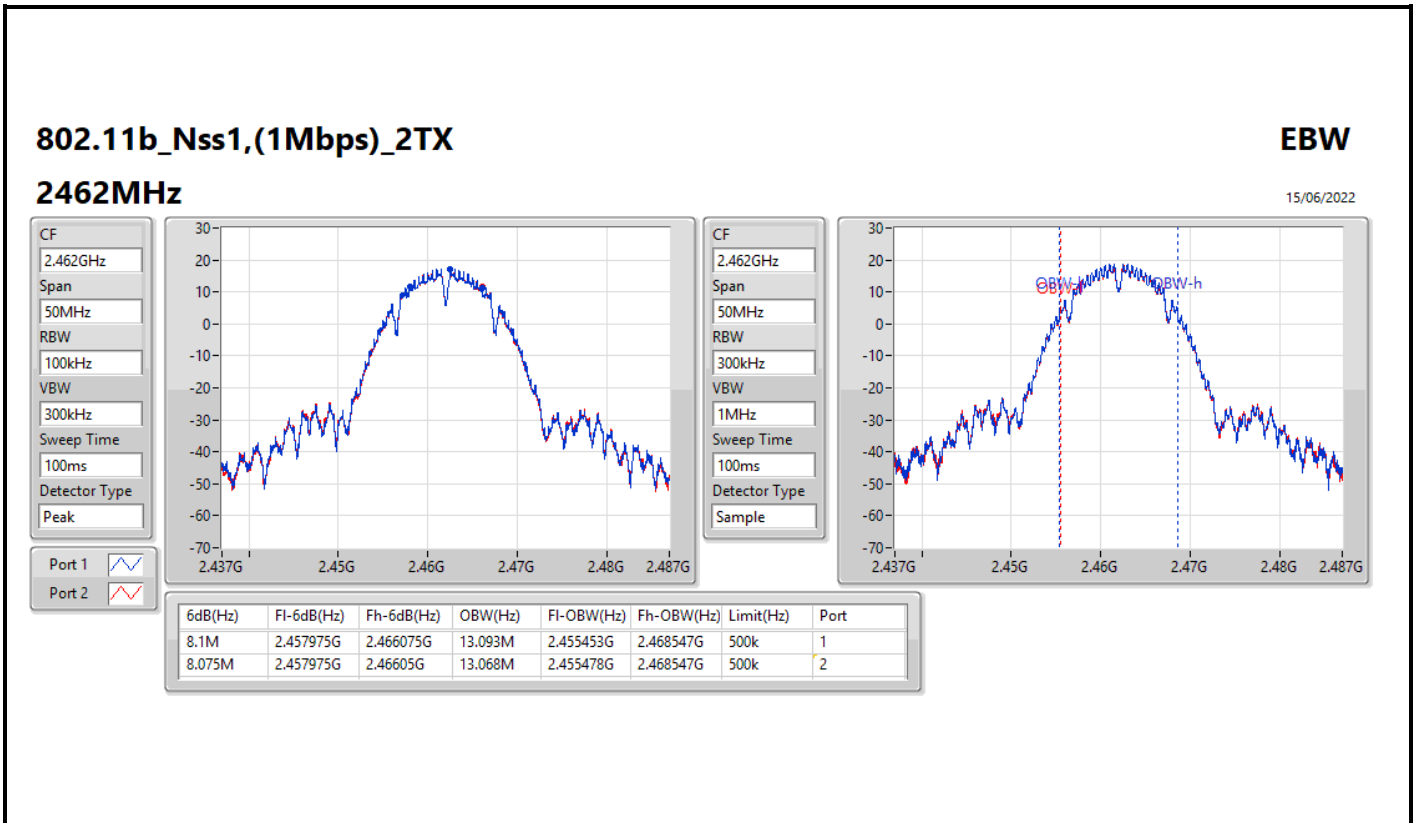 802.11b_Nss1,(1Mbps)_2TX EBW
2462MHz 15/06/2022
CF
2.462GHz
Span
50MHz
RBW
100kHz
VBW
300kHz
Sweep Time
100ms
Detector Type
Peak
Port 1
Port 2
30
20
10
0
-10
-20
-30
-40
-50
-60
-70
2.437G 2.45G 2.46G 2.47G 2.48G 2.487G
CF
2.462GHz
Span
50MHz
RBW
300kHz
VBW
1MHz
Sweep Time
100ms
Detector Type
Sample
30
20
10
0
-10
-20
-30
-40
-50
-60
-70
OBW-h
2.437G 2.45G 2.46G 2.47G 2.48G 2.487G
6dB(Hz) Fl-6dB(Hz) Fh-6dB(Hz) OBW(Hz) Fl-OBW(Hz) Fh-OBW(Hz) Limit(Hz) Port
8.1M 2.457975G 2.466075G 13.093M 2.455453G 2.468547G 500k 1
8.075M 2.457975G 2.46605G 13.068M 2.455478G 2.468547G 500k 2